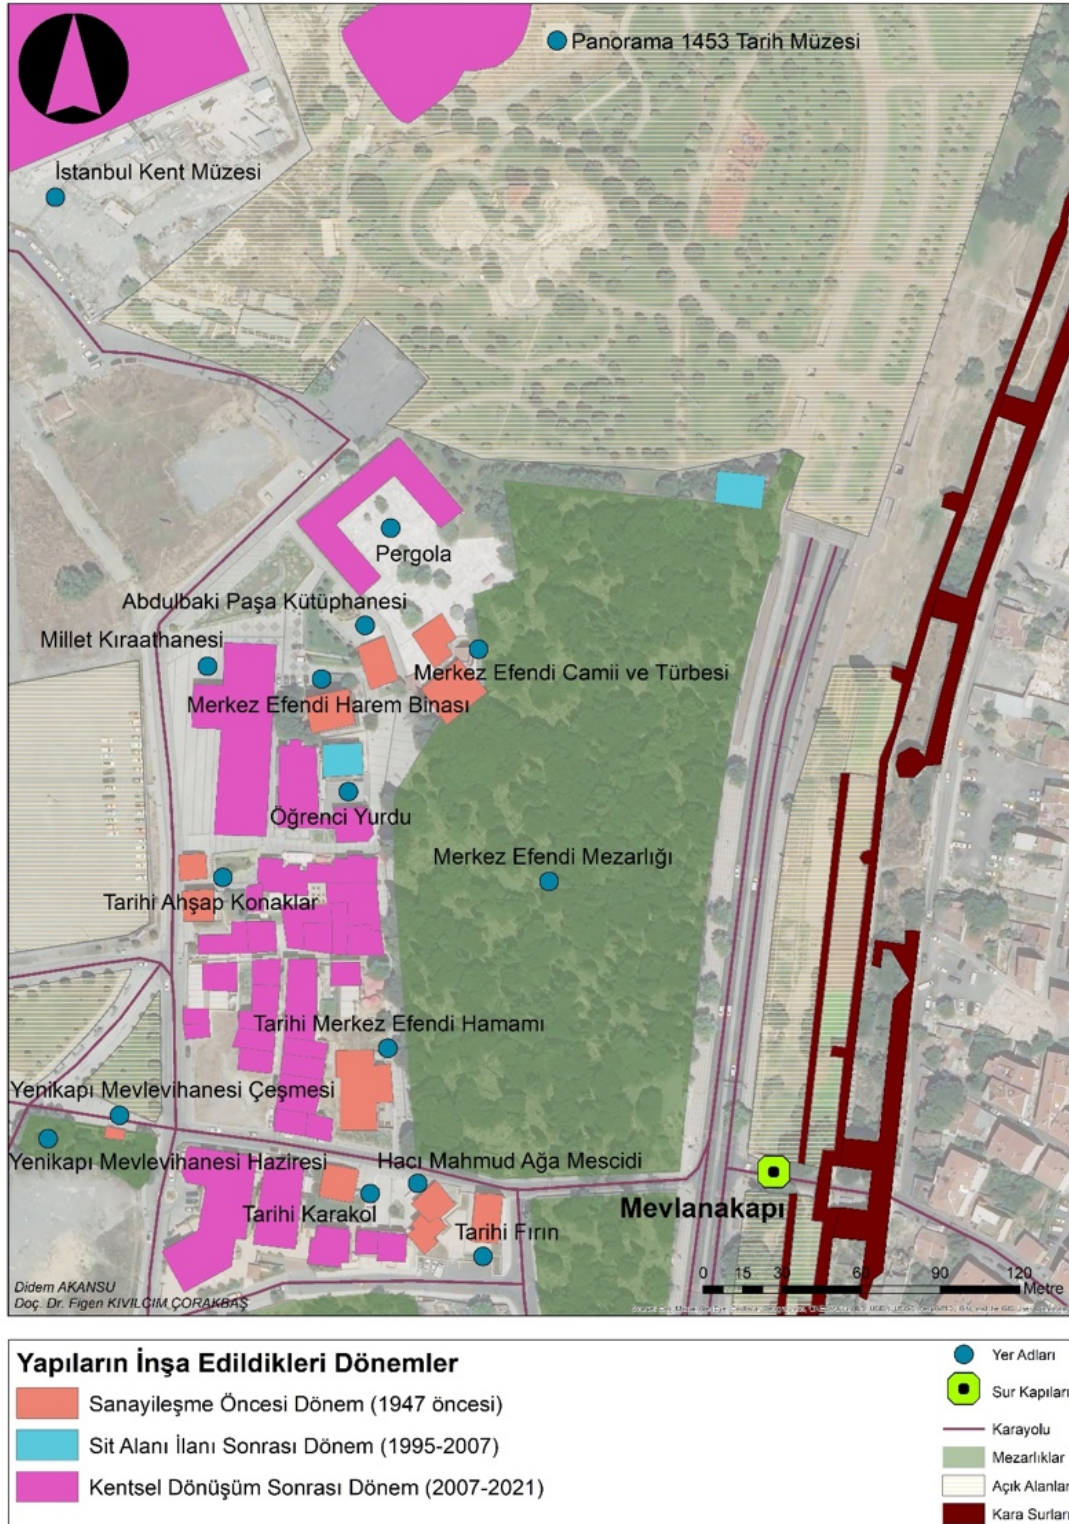 Panorama 1453 Tarih Müzesi
İstanbul Kent Müzesi
Pergola
Abdulbaki Paşa Kütüphanesi
Millet Kıraathanesi
Merkez Efendi Camii ve Türbesi
Merkez Efendi Harem Binası
Öğrenci Yurdu
Merkez Efendi Mezarlığı
Tarihi Ahşap Konaklar
Tarihi Merkez Efendi Hamamı
Yenikapı Mevlevihanesi Çeşmesi
Yenikapı Mevlevihanesi Haziresi
Hacı Mahmud Ağa Mescidi
Tarihi Karakol
Mevlanakapı
Tarihi Fırın
0 15 30 60 90 120
Metre
Didem AKANSU
Doç. Dr. Figen KIVILCIM ÇORAKBAŞ
Yapıların İnşa Edildikleri Dönemler
Sanayileşme Öncesi Dönem (1947 öncesi)
Sit Alanı İlanı Sonrası Dönem (1995-2007)
Kentsel Dönüşüm Sonrası Dönem (2007-2021)
Yer Adları
Sur Kapıları
Karayolu
Mezarlıklar
Açık Alanlar
Kara Surları